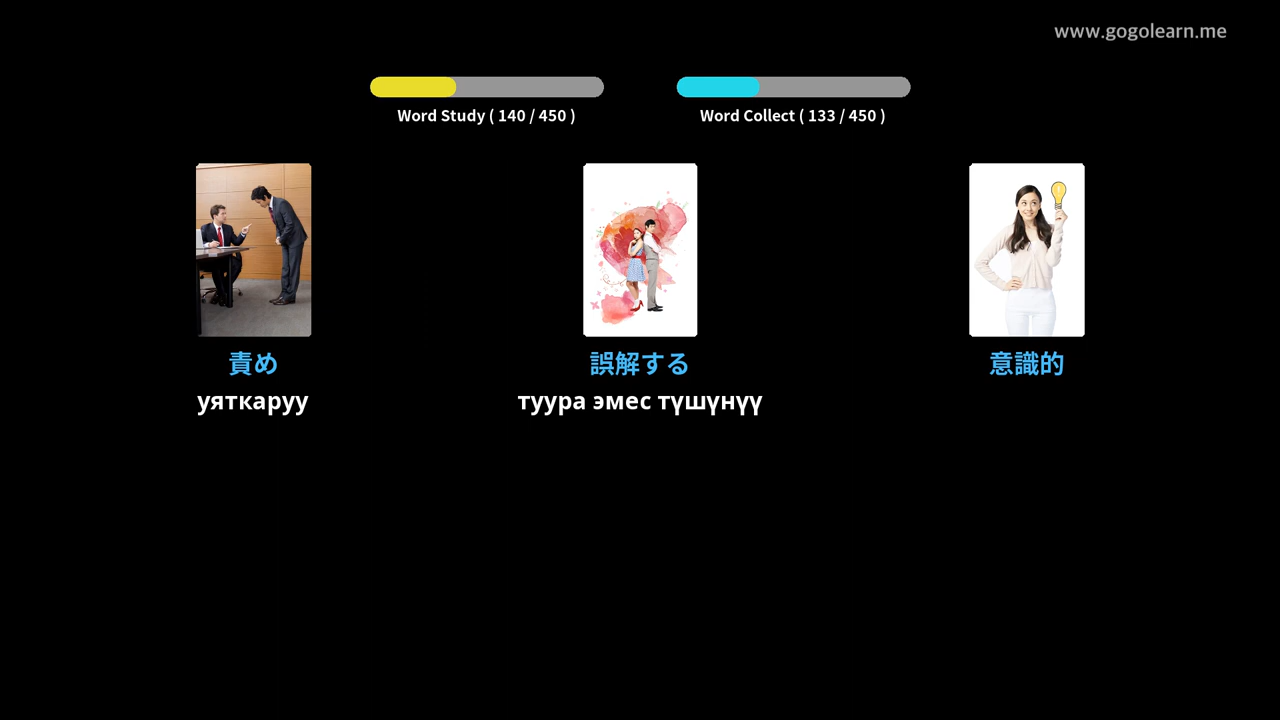 www.gogolearn.me
Word Study ( 140 / 450 )
Word Collect ( 133 / 450 )
責め
誤解する
意識的
уяткаруу
туура эмес түшүнүү